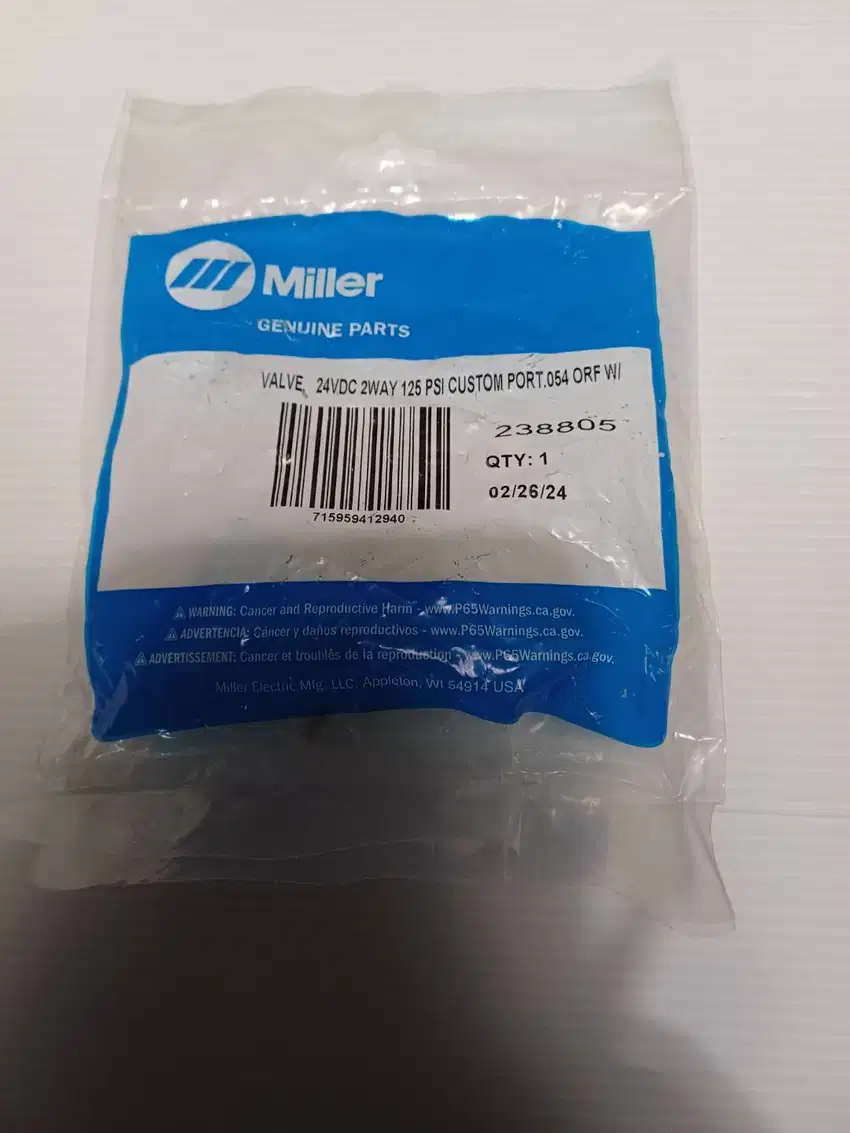 Miller
GENUINE PARTS
VALVE, 24VDC 2WAY 125 PSI CUSTOM PORT.054 ORF W/
238805
QTY: 1
02/26/24
715959412940
WARNING: Cancer and Reproductive Harm - www.P65Warnings.ca.gov.
ADVERTENCIA: Cáncer y daños reproductivos - www.P65Warnings.ca.gov.
ADVERTISSEMENT: Cancer et troubles de la reproduction - www.P65Warnings.ca.gov.
Miller Electric Mfg. LLC. Appleton, WI 54914 USA